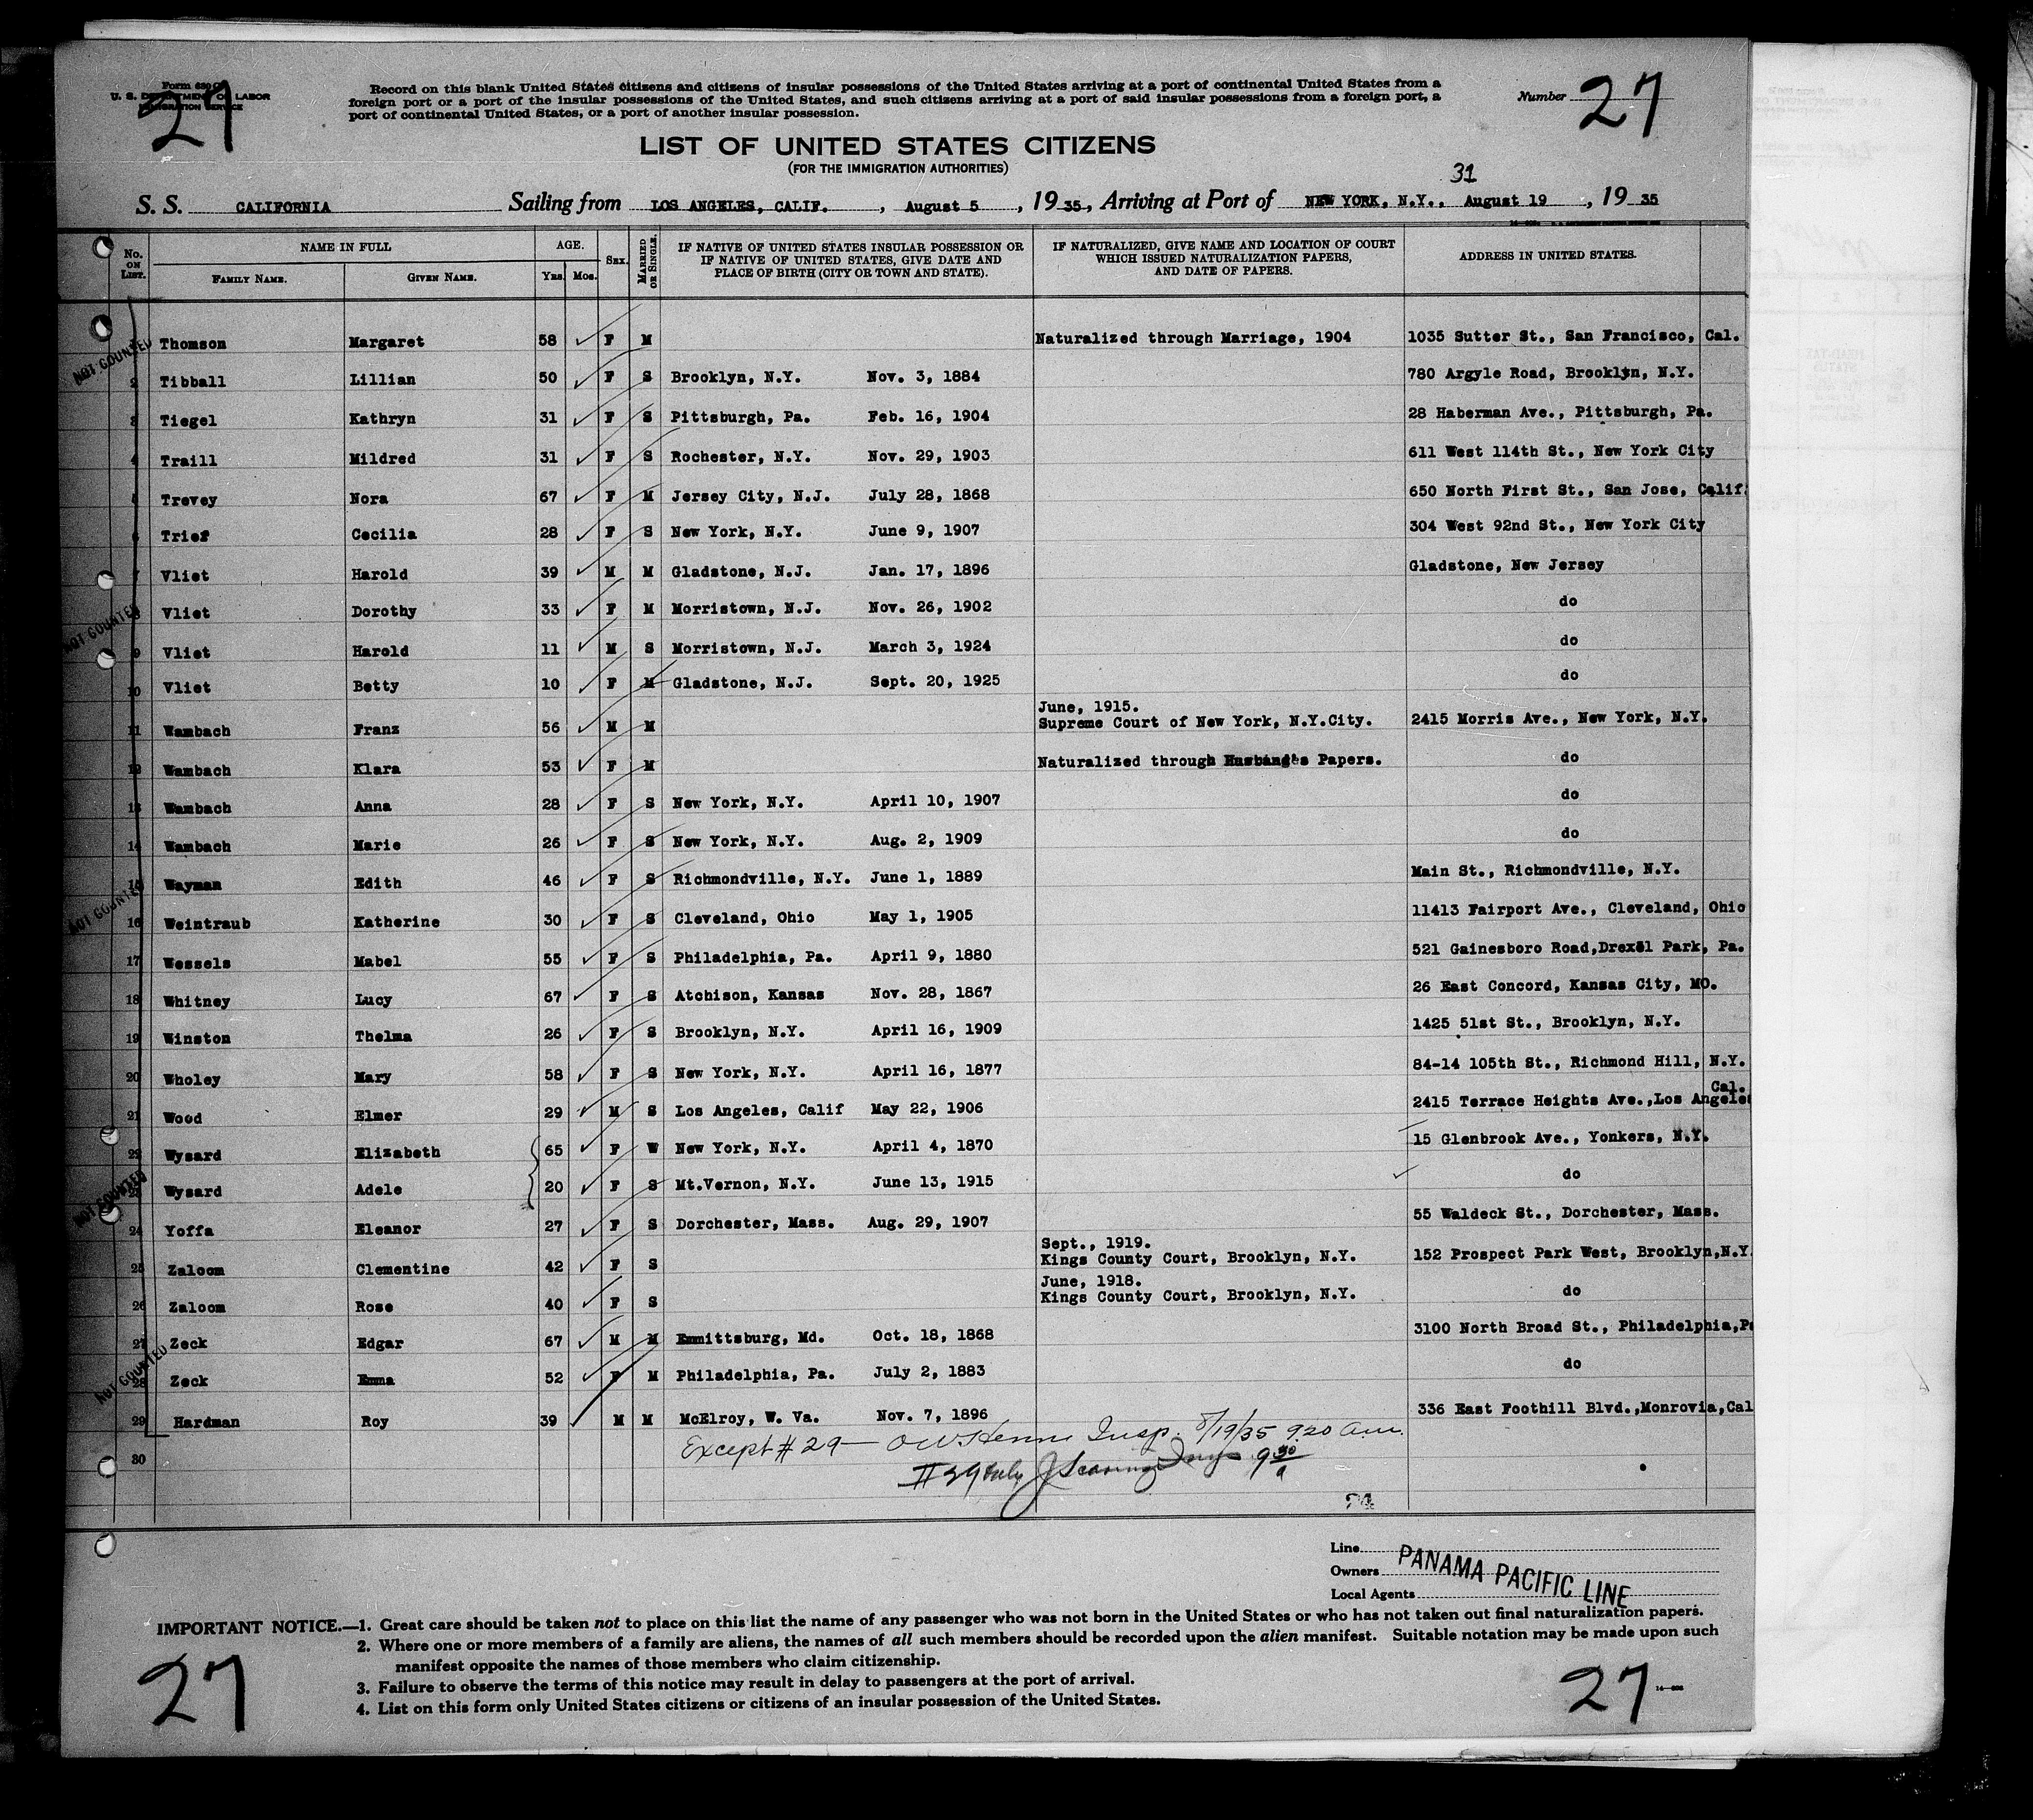 27
Form 630 C
U. S. DEPARTMENT OF LABOR
IMMIGRATION SERVICE
Record on this blank United States citizens and citizens of insular possessions of the United States arriving at a port of continental United States from a
foreign port or a port of the insular possessions of the United States, and such citizens arriving at a port of said insular possessions from a foreign port, a
port of continental United States, or a port of another insular possession.
Number 27
LIST OF UNITED STATES CITIZENS
(FOR THE IMMIGRATION AUTHORITIES)
31
S. S. CALIFORNIA Sailing from LOS ANGELES, CALIF. , August 5 , 19 35, Arriving at Port of NEW YORK, N.Y., August 19 , 19 35
No. ON LIST. NAME IN FULL FAMILY NAME. GIVEN NAME. AGE. Yrs. Mos. SEX. MARRIED OR SINGLE. IF NATIVE OF UNITED STATES INSULAR POSSESSION OR IF NATIVE OF UNITED STATES, GIVE DATE AND PLACE OF BIRTH (CITY OR TOWN AND STATE). IF NATURALIZED, GIVE NAME AND LOCATION OF COURT WHICH ISSUED NATURALIZATION PAPERS, AND DATE OF PAPERS. ADDRESS IN UNITED STATES.
NOT COUNTED
1 Thomson Margaret 58 F M Naturalized through Marriage, 1904 1035 Sutter St., San Francisco, Cal.
2 Tibball Lillian 50 F S Brooklyn, N.Y. Nov. 3, 1884 780 Argyle Road, Brooklyn, N.Y.
3 Tiegel Kathryn 31 F S Pittsburgh, Pa. Feb. 16, 1904 28 Haberman Ave., Pittsburgh, Pa.
4 Traill Mildred 31 F S Rochester, N.Y. Nov. 29, 1903 611 West 114th St., New York City
5 Trevey Nora 67 F M Jersey City, N.J. July 28, 1868 650 North First St., San Jose, Calif.
6 Trief Cecilia 28 F S New York, N.Y. June 9, 1907 304 West 92nd St., New York City
7 Vliet Harold 39 M M Gladstone, N.J. Jan. 17, 1896 Gladstone, New Jersey
NOT COUNTED
8 Vliet Dorothy 33 F M Morristown, N.J. Nov. 26, 1902 do
9 Vliet Harold 11 M S Morristown, N.J. March 3, 1924 do
10 Vliet Betty 10 F M Gladstone, N.J. Sept. 20, 1925 do
June, 1915.
11 Wambach Franz 56 M M Supreme Court of New York, N.Y.City. 2415 Morris Ave., New York, N.Y.
12 Wambach Klara 53 F M Naturalized through Husband's Papers. do
13 Wambach Anna 28 F S New York, N.Y. April 10, 1907 do
14 Wambach Marie 26 F S New York, N.Y. Aug. 2, 1909 do
15 Wayman Edith 46 F S Richmondville, N.Y. June 1, 1889 Main St., Richmondville, N.Y.
NOT COUNTED
16 Weintraub Katherine 30 F S Cleveland, Ohio May 1, 1905 11413 Fairport Ave., Cleveland, Ohio
17 Wessels Mabel 55 F S Philadelphia, Pa. April 9, 1880 521 Gainesboro Road,Drexel Park, Pa.
18 Whitney Lucy 67 F S Atchison, Kansas Nov. 28, 1867 26 East Concord, Kansas City, MO.
19 Winston Thelma 26 F S Brooklyn, N.Y. April 16, 1909 1425 51st St., Brooklyn, N.Y.
20 Wholey Mary 58 F S New York, N.Y. April 16, 1877 84-14 105th St., Richmond Hill, N.Y.
Cal.
21 Wood Elmer 29 M S Los Angeles, Calif May 22, 1906 2415 Terrace Heights Ave.,Los Angeles
22 Wysard Elizabeth 65 F W New York, N.Y. April 4, 1870 15 Glenbrook Ave., Yonkers, N.Y.
NOT COUNTED
23 Wysard Adele 20 F S Mt.Vernon, N.Y. June 13, 1915 do
24 Yoffa Eleanor 27 F S Dorchester, Mass. Aug. 29, 1907 55 Waldeck St., Dorchester, Mass.
Sept., 1919.
25 Zaloom Clementine 42 F S Kings County Court, Brooklyn, N.Y. 152 Prospect Park West, Brooklyn,N.Y.
June, 1918.
26 Zaloom Rose 40 F S Kings County Court, Brooklyn, N.Y. do
27 Zeck Edgar 67 M M Emmittsburg, Md. Oct. 18, 1868 3100 North Broad St., Philadelphia,Pa
NOT COUNTED
28 Zeck Emma 52 F M Philadelphia, Pa. July 2, 1883 do
29 Hardman Roy 39 M M McElroy, W. Va. Nov. 7, 1896 336 East Foothill Blvd.,Monrovia,Cal
Except # 29 — Insp. 8/19/35 9.20 a.m.
30
# 29 only 9 30 a
24
Line
Owners PANAMA PACIFIC LINE
Local Agents
IMPORTANT NOTICE.—1. Great care should be taken not to place on this list the name of any passenger who was not born in the United States or who has not taken out final naturalization papers.
2. Where one or more members of a family are aliens, the names of all such members should be recorded upon the alien manifest. Suitable notation may be made upon such
manifest opposite the names of those members who claim citizenship.
3. Failure to observe the terms of this notice may result in delay to passengers at the port of arrival.
4. List on this form only United States citizens or citizens of an insular possession of the United States.
27
27